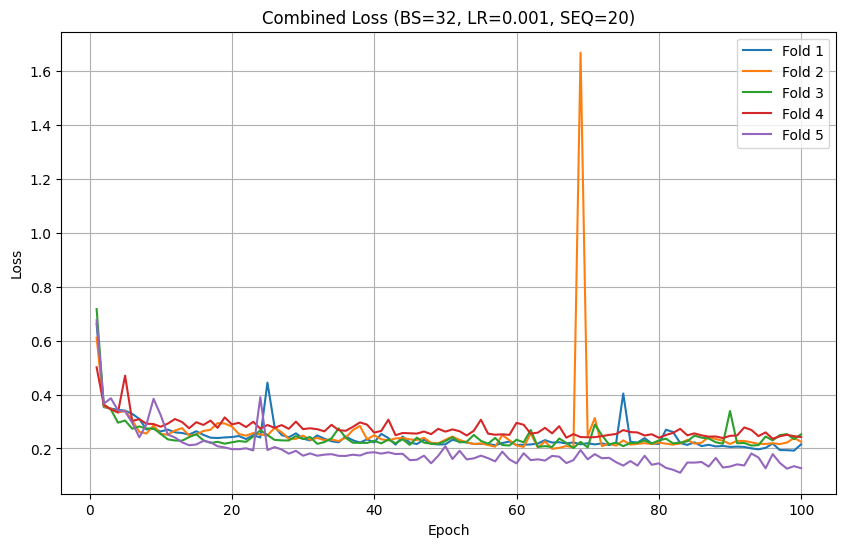 Combined Loss (BS=32, LR=0.001, SEQ=20)
Fold 1
Fold 2
Fold 3
Fold 4
Fold 5
Loss
1.6
1.4
1.2
1.0
0.8
0.6
0.4
0.2
0 20 40 60 80 100
Epoch